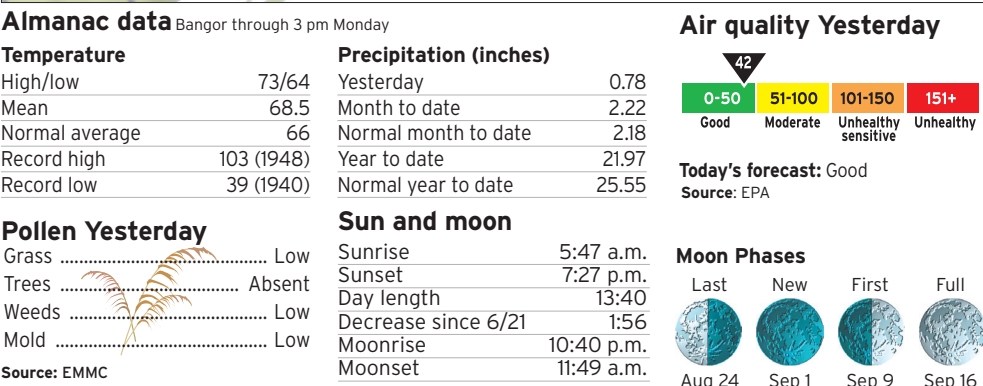 Almanac data Bangor through 3 pm Monday
Temperature
High/low 73/64
Mean 68.5
Normal average 66
Record high 103 (1948)
Record low 39 (1940)
Pollen Yesterday
Grass .......................................... Low
Trees .................................... Absent
Weeds ......................................... Low
Mold ........................................... Low
Source: EMMC
Precipitation (inches)
Yesterday 0.78
Month to date 2.22
Normal month to date 2.18
Year to date 21.97
Normal year to date 25.55
Sun and moon
Sunrise 5:47 a.m.
Sunset 7:27 p.m.
Day length 13:40
Decrease since 6/21 1:56
Moonrise 10:40 p.m.
Moonset 11:49 a.m.
Air quality Yesterday
42
0-50 51-100 101-150 151+
Good Moderate Unhealthy Unhealthy
sensitive
Today's forecast: Good
Source: EPA
Moon Phases
Last New First Full
Aug 24 Sep 1 Sep 9 Sep 16